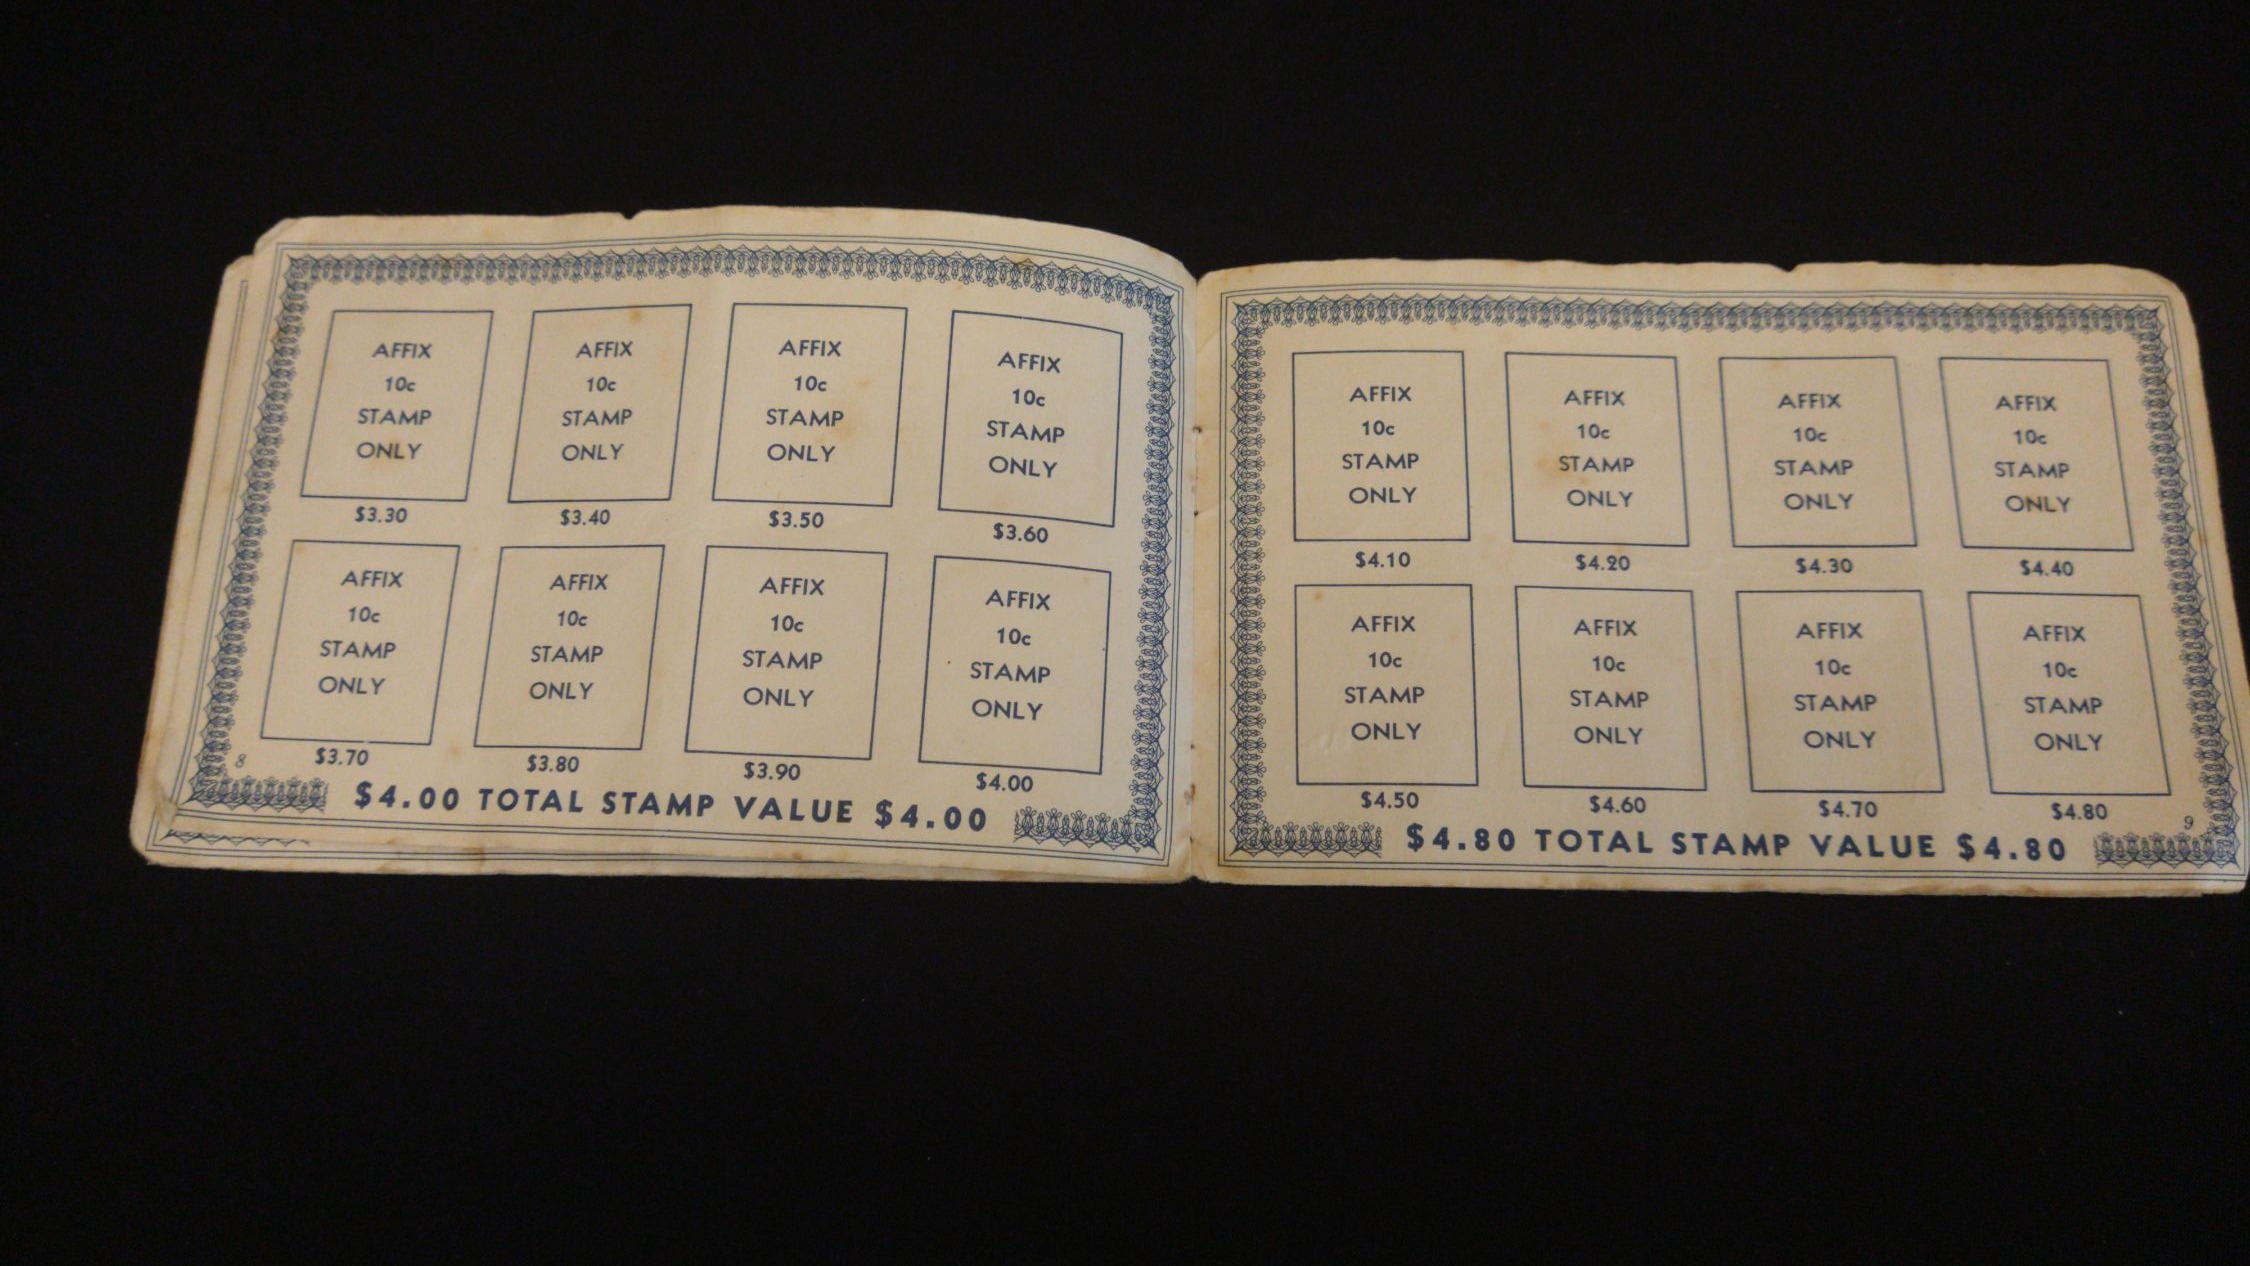 AFFIX
10c
STAMP
ONLY
$3.30
AFFIX
10c
STAMP
ONLY
$3.40
AFFIX
10c
STAMP
ONLY
$3.50
AFFIX
10c
STAMP
ONLY
$3.60
AFFIX
10c
STAMP
ONLY
$3.70
AFFIX
10c
STAMP
ONLY
$3.80
AFFIX
10c
STAMP
ONLY
$3.90
AFFIX
10c
STAMP
ONLY
$4.00
8
$4.00 TOTAL STAMP VALUE $4.00
AFFIX
10c
STAMP
ONLY
$4.10
AFFIX
10c
STAMP
ONLY
$4.20
AFFIX
10c
STAMP
ONLY
$4.30
AFFIX
10c
STAMP
ONLY
$4.40
AFFIX
10c
STAMP
ONLY
$4.50
AFFIX
10c
STAMP
ONLY
$4.60
AFFIX
10c
STAMP
ONLY
$4.70
AFFIX
10c
STAMP
ONLY
$4.80
9
$4.80 TOTAL STAMP VALUE $4.80